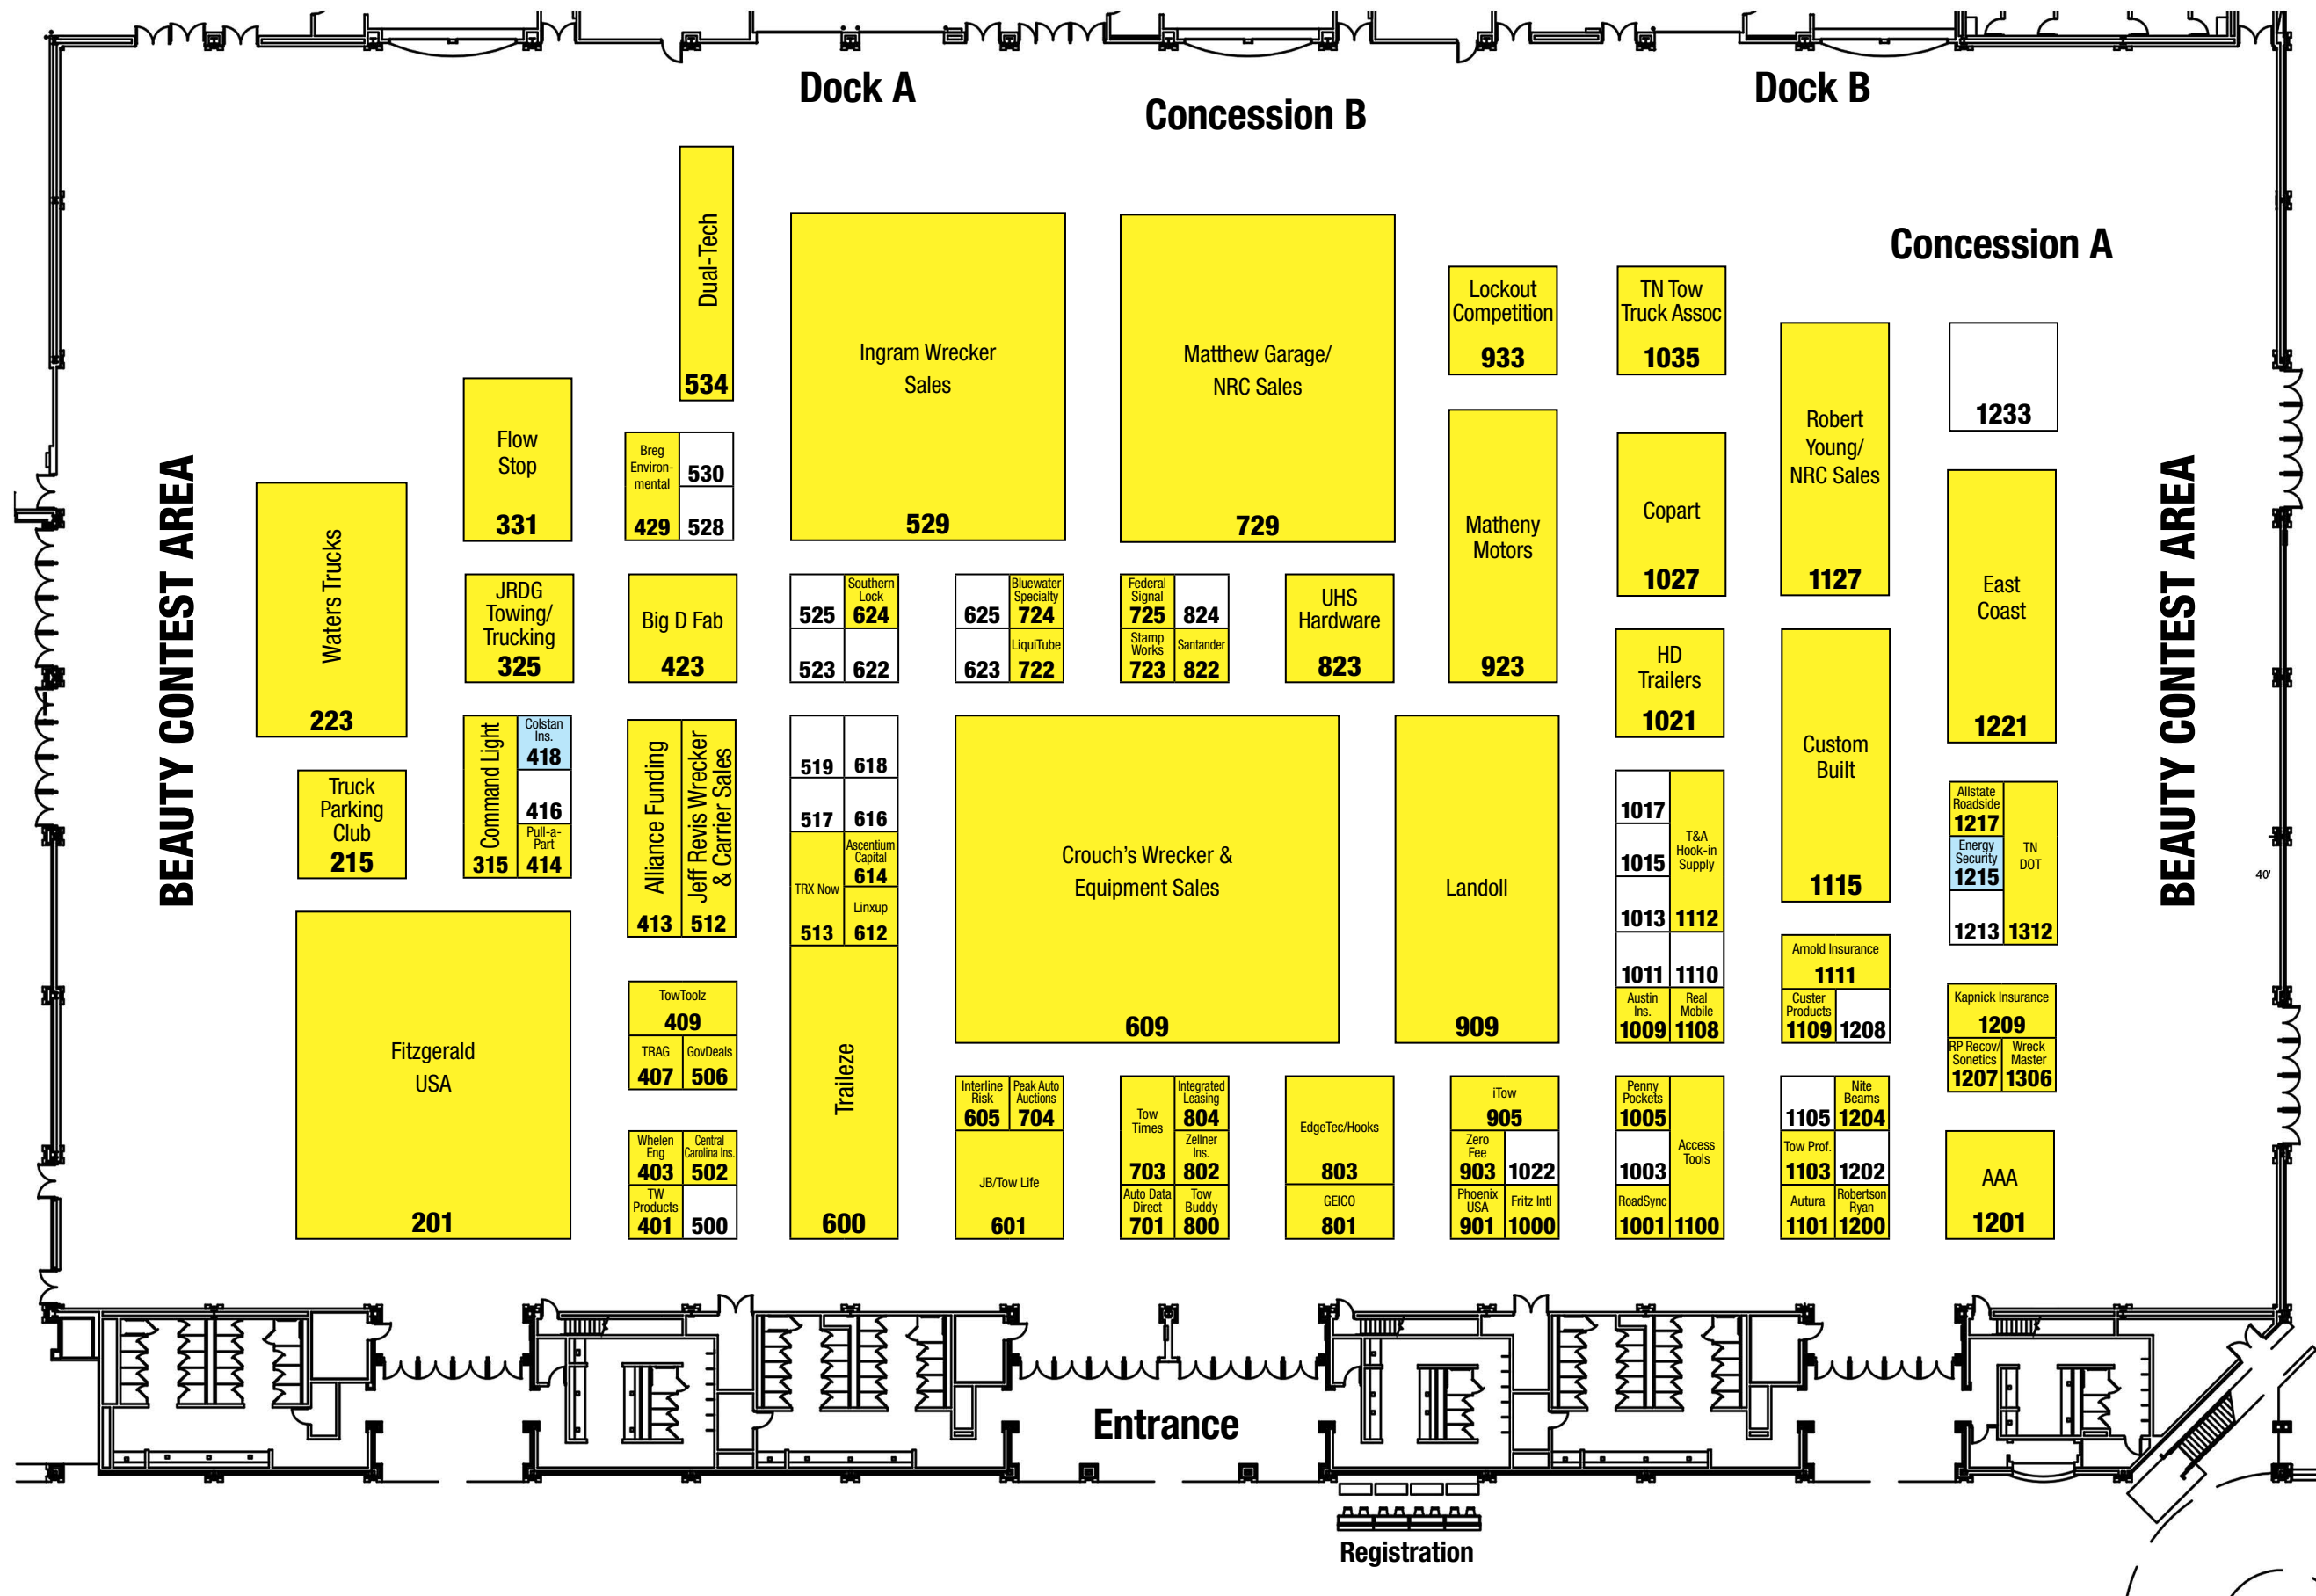 Dock A
Concession B
Dock B
Concession A
BEAUTY CONTEST AREA
BEAUTY CONTEST AREA
Dual-Tech
534
Ingram Wrecker
Sales
529
Matthew Garage/
NRC Sales
729
Lockout
Competition
933
TN Tow
Truck Assoc
1035
Robert
Young/
NRC Sales
1127
1233
Flow
Stop
331
Breg
Environ-
mental
429
530
528
Matheny
Motors
923
Copart
1027
East
Coast
1221
Waters Trucks
223
JRDG
Towing/
Trucking
325
Big D Fab
423
525
Southern
Lock
624
523
622
625
Bluewater
Specialty
724
623
LiquiTube
722
Federal
Signal
725
824
Stamp
Works
723
Santander
822
UHS
Hardware
823
HD
Trailers
1021
Custom
Built
1115
Truck
Parking
Club
215
Command Light
315
Colstan
Ins.
418
416
Pull-a-
Part
414
Alliance Funding
413
Jeff Revis Wrecker
& Carrier Sales
512
519
618
517
616
TRX Now
513
Ascentium
Capital
614
Linxup
612
Crouch's Wrecker &
Equipment Sales
609
Landoll
909
1017
1015
1013
T&A
Hook-in
Supply
1112
1011
1110
Austin
Ins.
1009
Real
Mobile
1108
Allstate
Roadside
1217
Energy
Security
1215
1213
TN
DOT
1312
40'
Arnold Insurance
1111
Custer
Products
1109
1208
Kapnick Insurance
1209
RP Recov/
Sonetics
1207
Wreck
Master
1306
Fitzgerald
USA
201
TowToolz
409
TRAG
407
GovDeals
506
Whelen
Eng
403
Central
Carolina Ins.
502
TW
Products
401
500
Traileze
600
Interline
Risk
605
Peak Auto
Auctions
704
JB/Tow Life
601
Tow
Times
703
Integrated
Leasing
804
Zellner
Ins.
802
Auto Data
Direct
701
Tow
Buddy
800
EdgeTec/Hooks
803
GEICO
801
iTow
905
Zero
Fee
903
1022
Phoenix
USA
901
Fritz Intl
1000
Penny
Pockets
1005
1003
RoadSync
1001
Access
Tools
1100
1105
Nite
Beams
1204
Tow Prof.
1103
1202
Autura
1101
Robertson
Ryan
1200
AAA
1201
Entrance
Registration